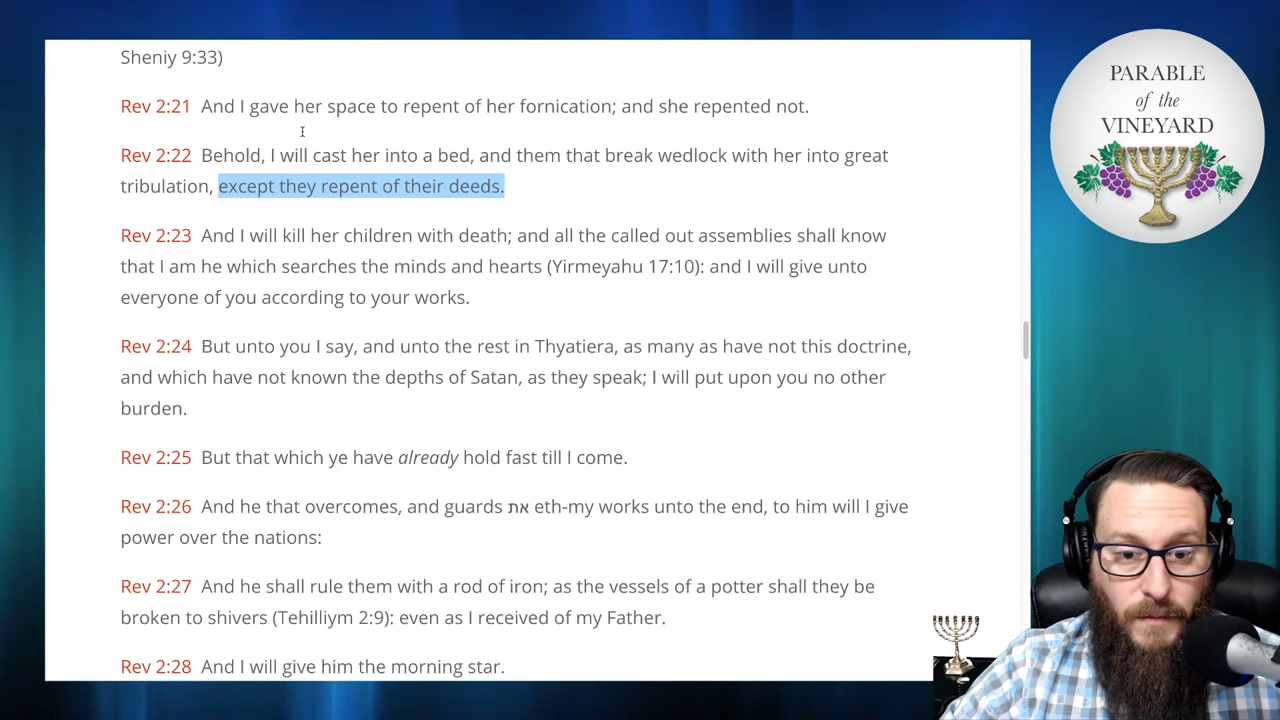 Sheniy 9:33)
Rev 2:21 And I gave her space to repent of her fornication; and she repented not.
Rev 2:22 Behold, I will cast her into a bed, and them that break wedlock with her into great
tribulation, except they repent of their deeds.
Rev 2:23 And I will kill her children with death; and all the called out assemblies shall know
that I am he which searches the minds and hearts (Yirmeyahu 17:10): and I will give unto
everyone of you according to your works.
Rev 2:24 But unto you I say, and unto the rest in Thyatiera, as many as have not this doctrine,
and which have not known the depths of Satan, as they speak; I will put upon you no other
burden.
Rev 2:25 But that which ye have already hold fast till I come.
Rev 2:26 And he that overcomes, and guards את eth-my works unto the end, to him will I give
power over the nations:
Rev 2:27 And he shall rule them with a rod of iron; as the vessels of a potter shall they be
broken to shivers (Tehilliym 2:9): even as I received of my Father.
Rev 2:28 And I will give him the morning star.
PARABLE
of the
VINEYARD